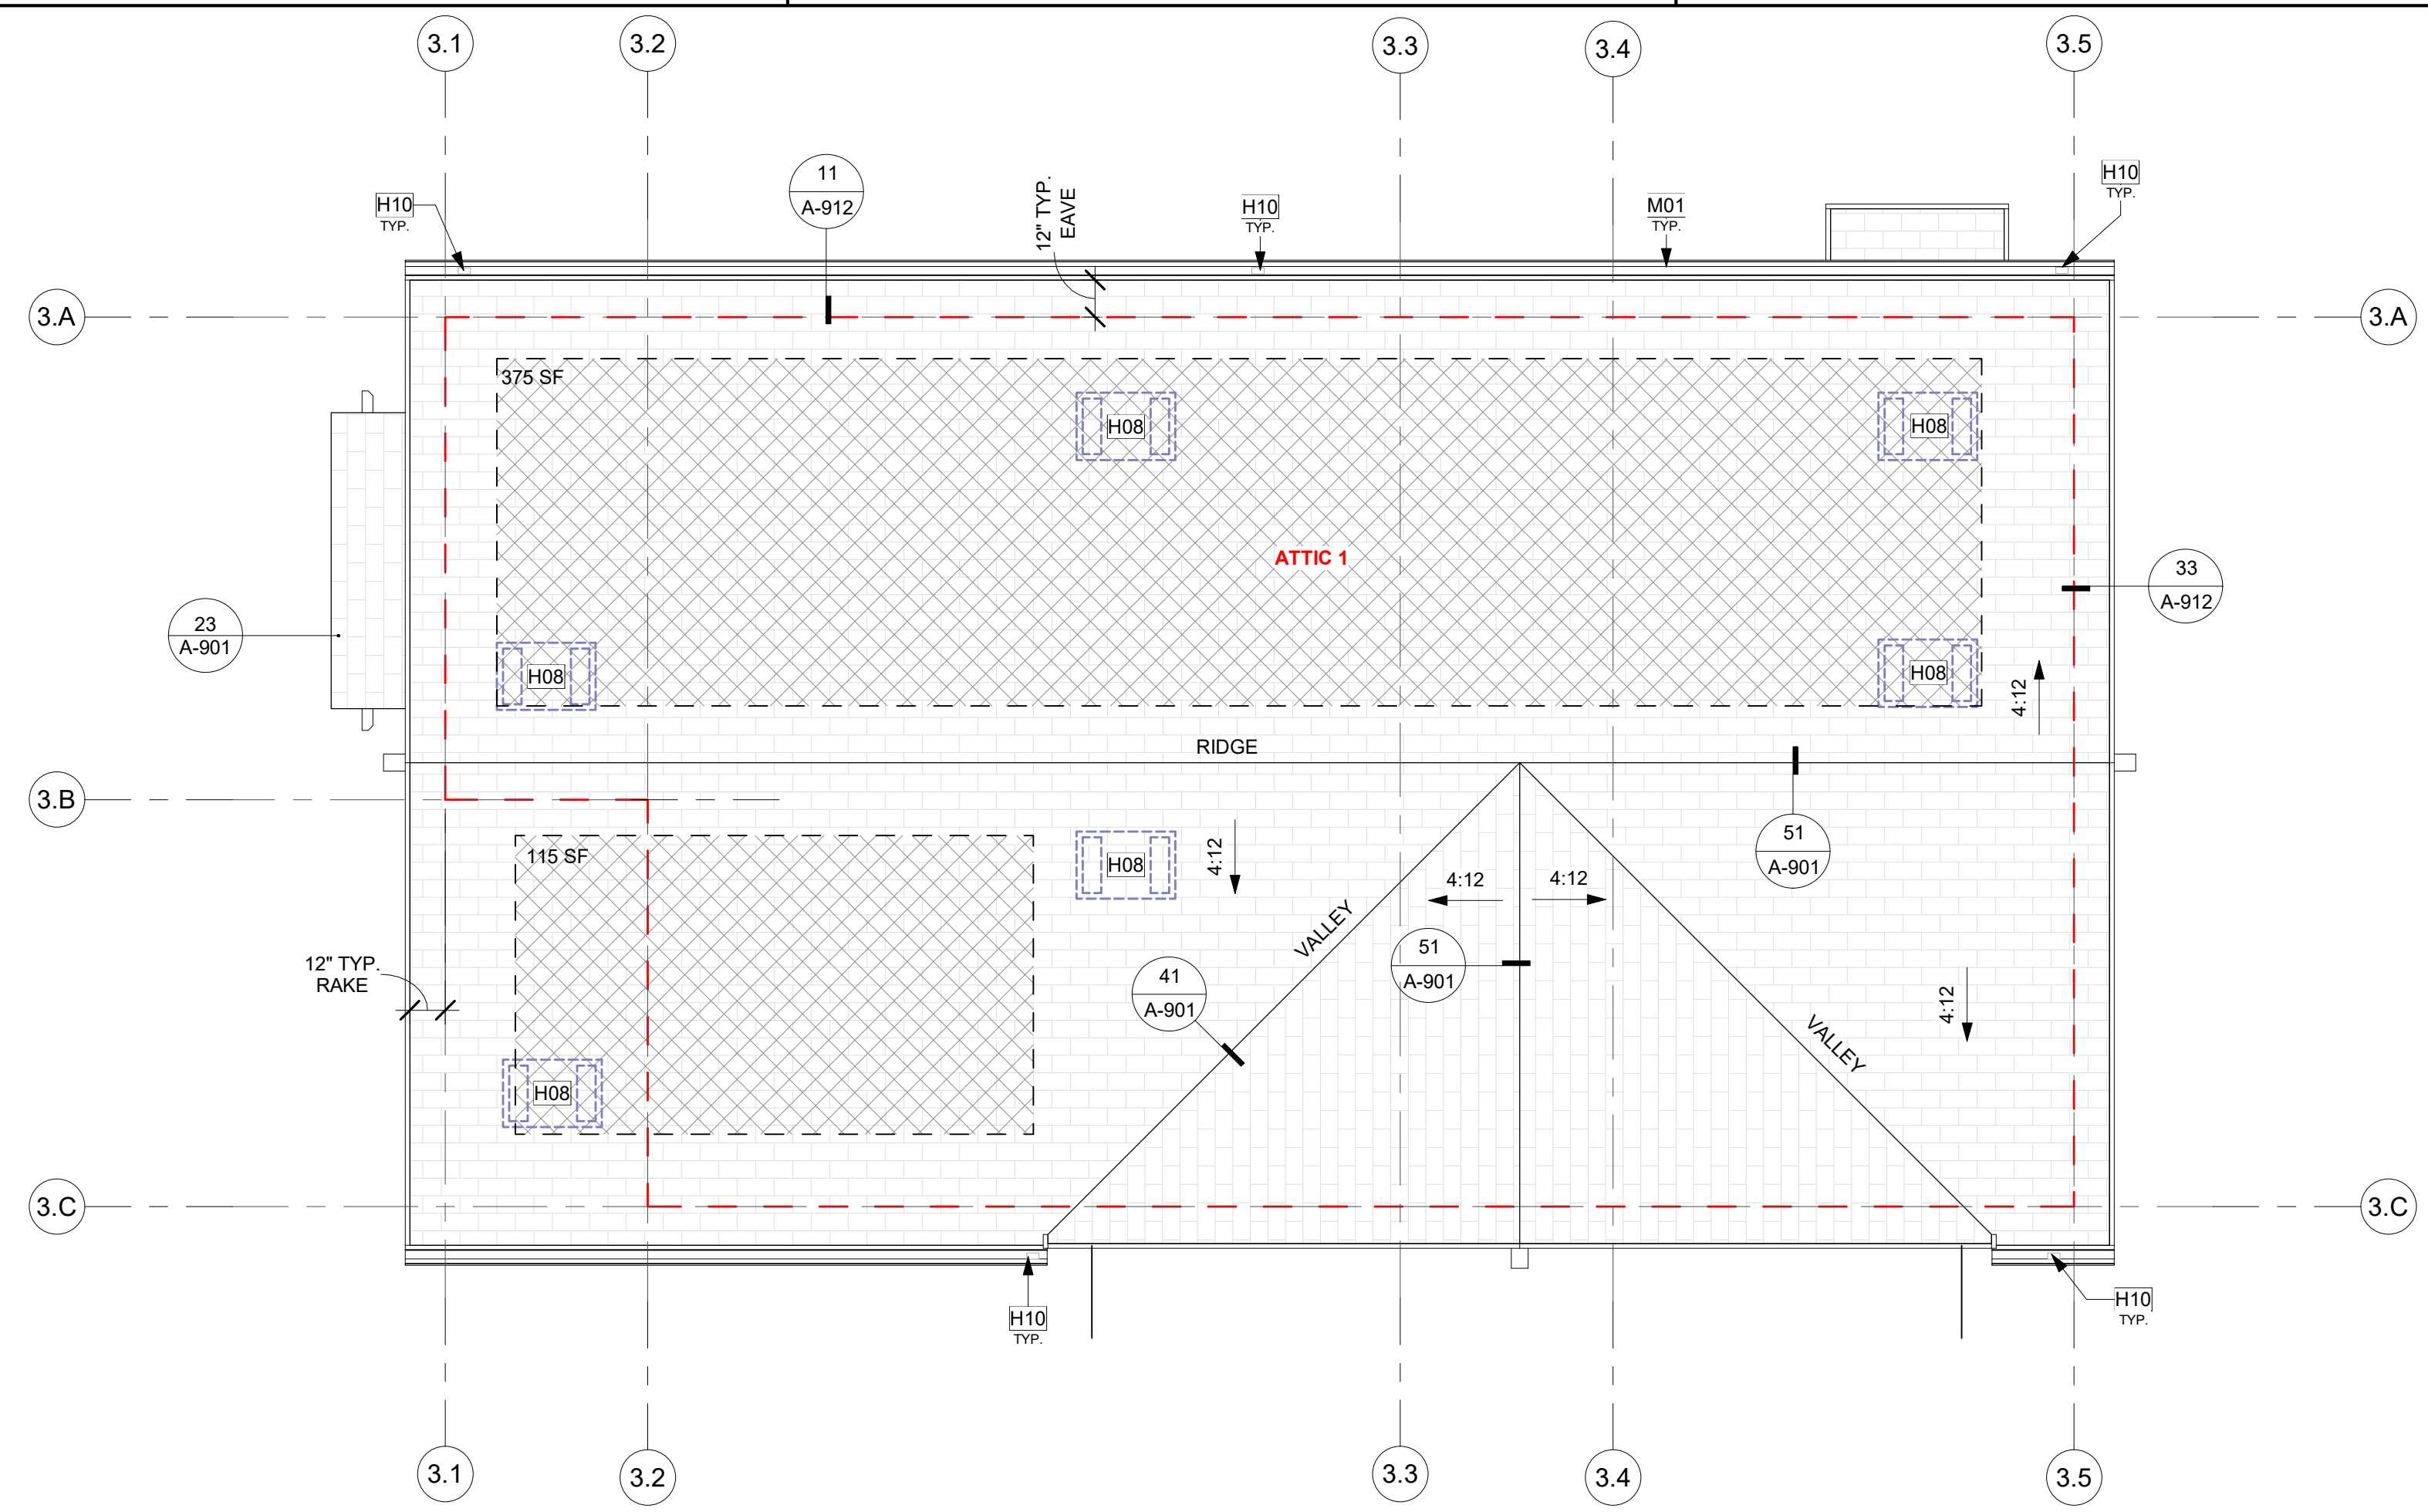 3.1
3.2
3.3
3.4
3.5
11
A-912
H10
TYP.
12" TYP.
EAVE
H10
TYP.
M01
TYP.
H10
TYP.
3.A
3.A
375 SF
H08
H08
ATTIC 1
33
A-912
23
A-901
H08
H08
4:12
RIDGE
3.B
51
A-901
115 SF
H08
4:12
4:12
4:12
VALLEY
51
A-901
12" TYP.
RAKE
41
A-901
4:12
VALLEY
H08
3.C
3.C
H10
TYP.
H10
TYP.
3.1
3.2
3.3
3.4
3.5